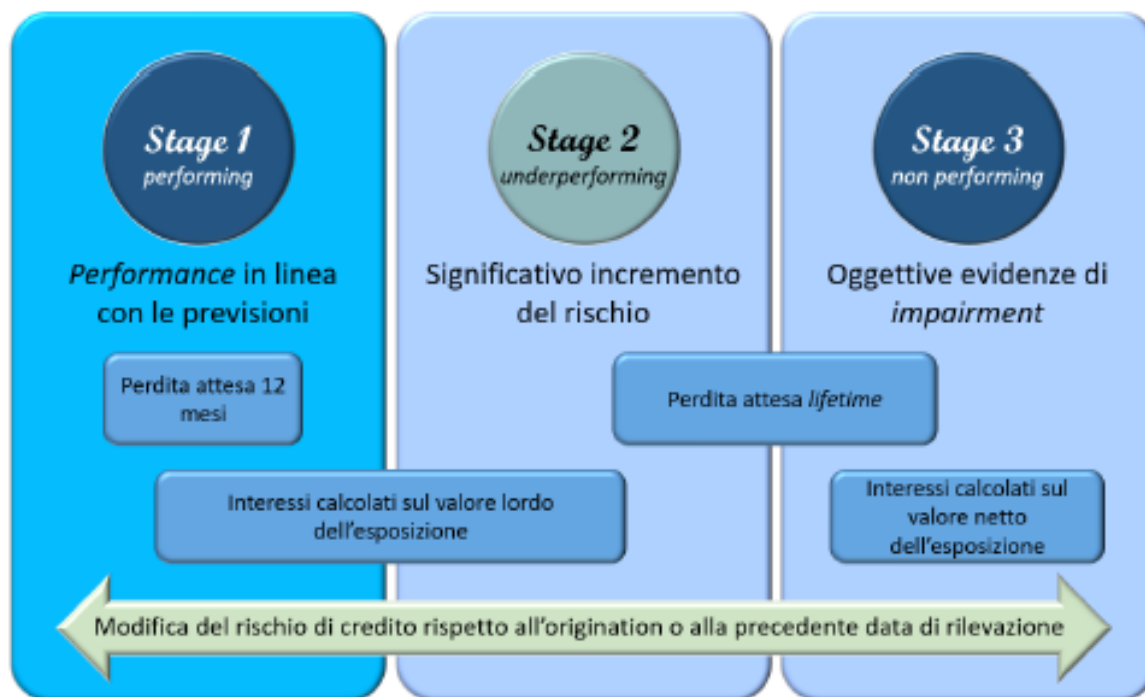 Stage 1
performing
Performance in linea
con le previsioni
Perdita attesa 12
mesi
Stage 2
underperforming
Significativo incremento
del rischio
Stage 3
non performing
Oggettive evidenze di
impairment
Perdita attesa lifetime
Interessi calcolati sul valore lordo
dell'esposizione
Interessi calcolati sul
valore netto
dell'esposizione
Modifica del rischio di credito rispetto all'origination o alla precedente data di rilevazione